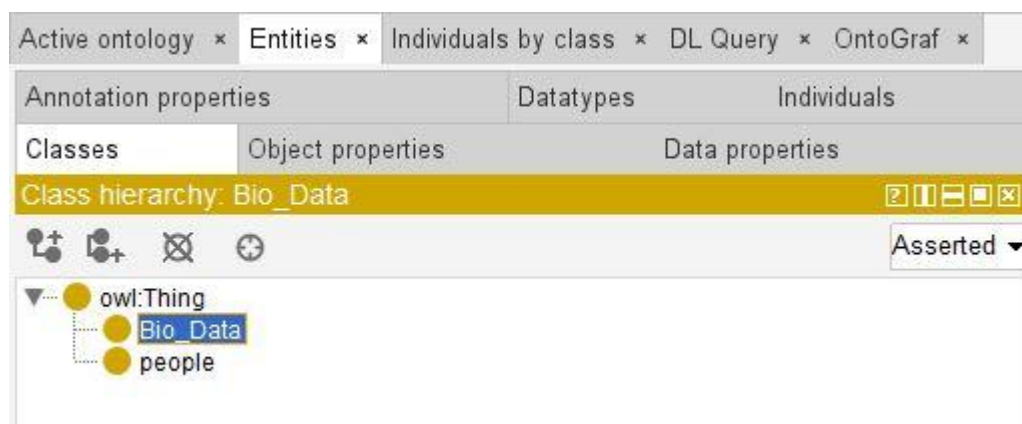 Active ontology × Entities × Individuals by class × DL Query × OntoGraf ×
Annotation properties Datatypes Individuals
Classes Object properties Data properties
Class hierarchy: Bio_Data
Asserted
owl:Thing
Bio_Data
people